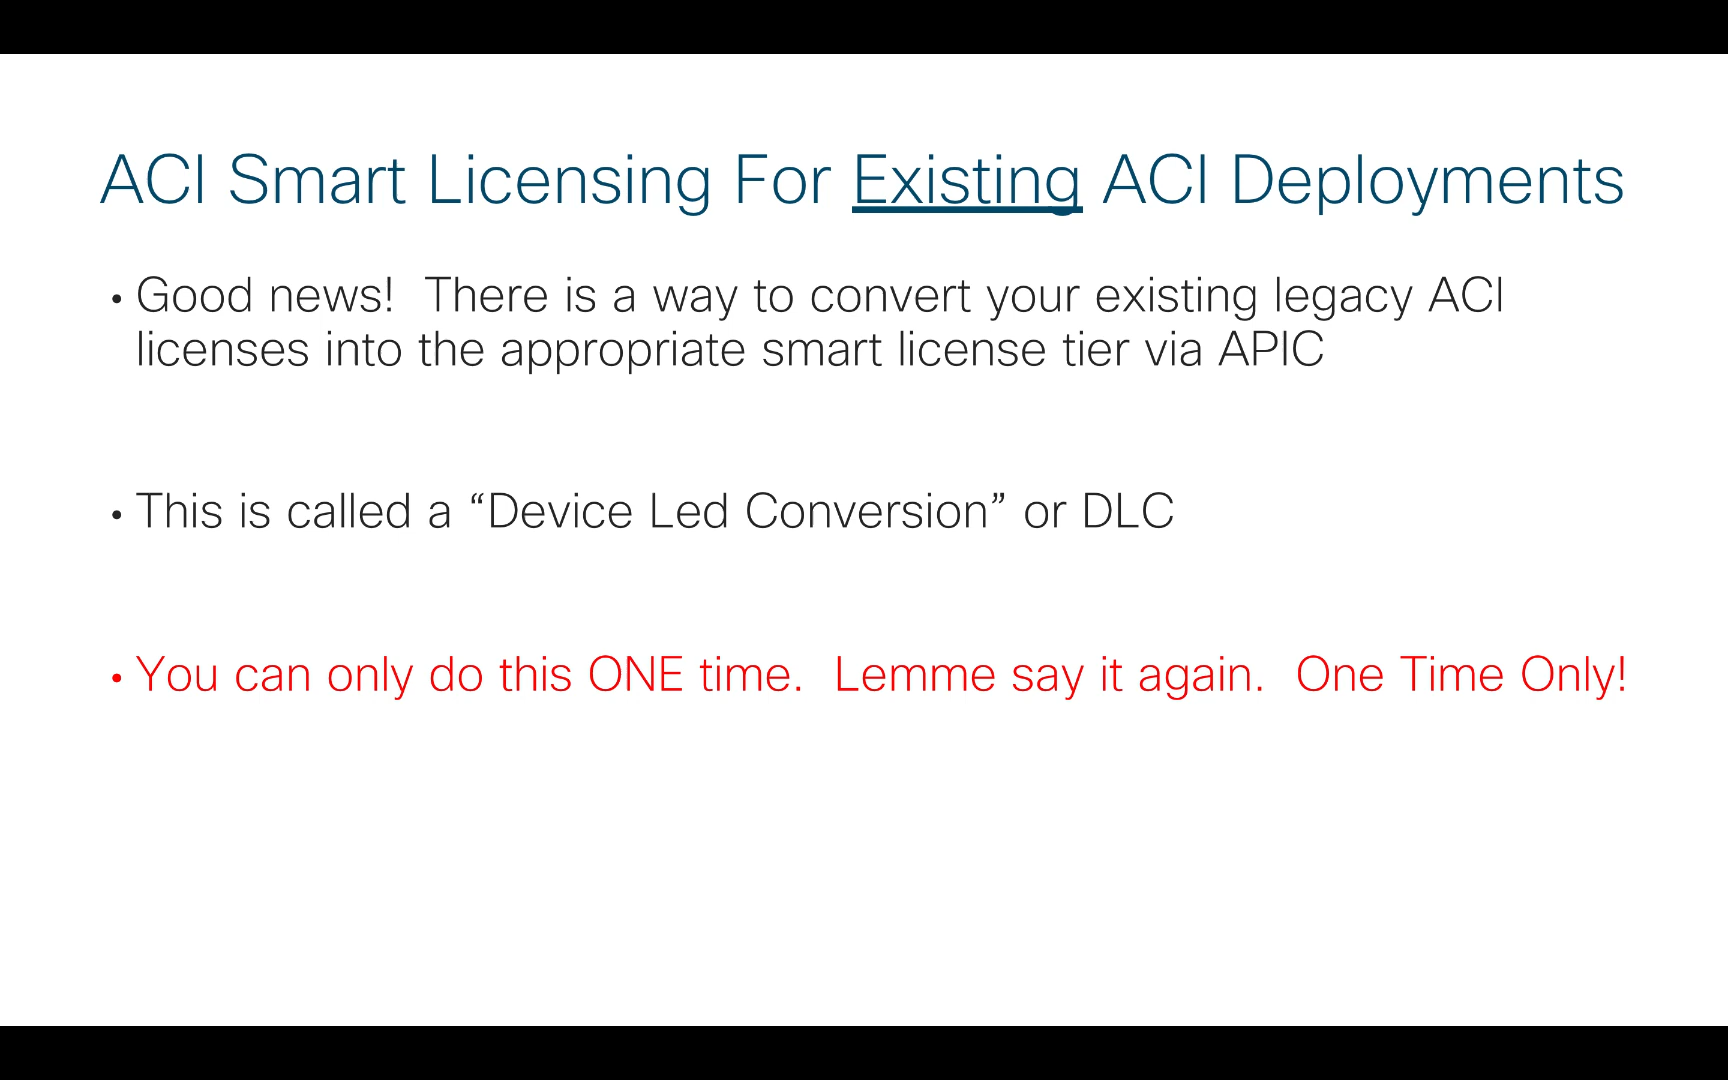 ACI Smart Licensing For Existing ACI Deployments
• Good news!  There is a way to convert your existing legacy ACI
licenses into the appropriate smart license tier via APIC
• This is called a “Device Led Conversion” or DLC
• You can only do this ONE time.  Lemme say it again.  One Time Only!